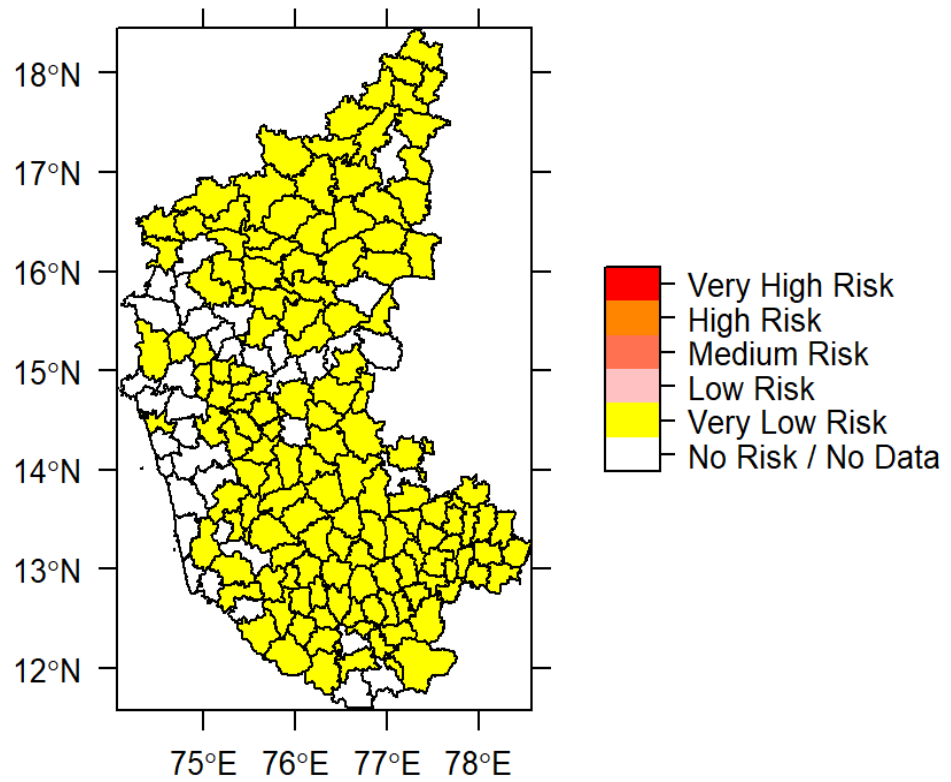 18°N
17°N
16°N
15°N
14°N
13°N
12°N
75°E 76°E 77°E 78°E
Very High Risk
High Risk
Medium Risk
Low Risk
Very Low Risk
No Risk / No Data